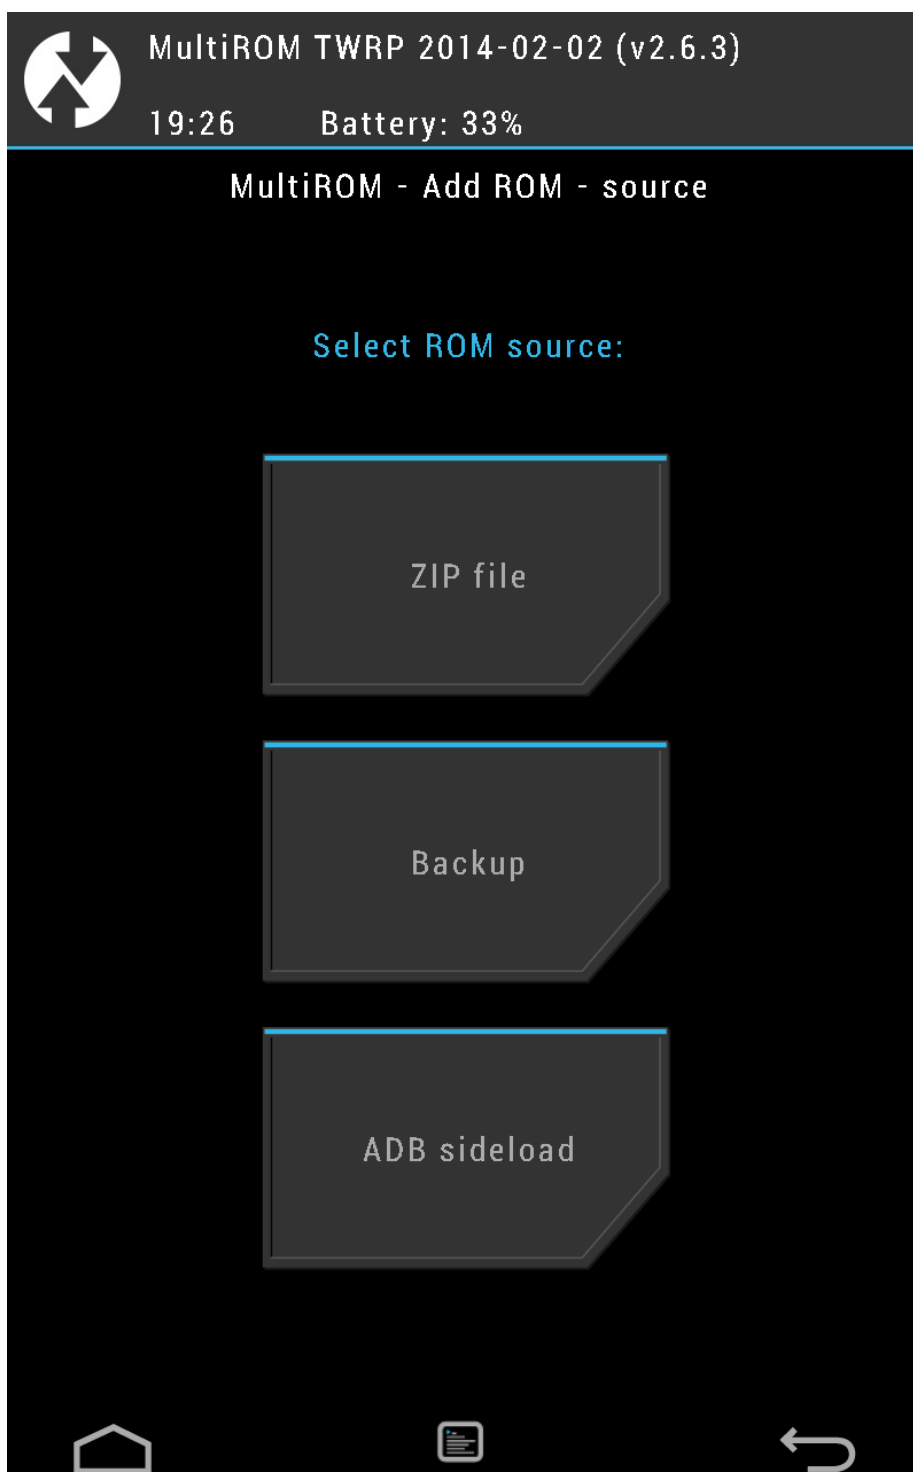 MultiROM TWRP 2014-02-02 (v2.6.3)
19:26 Battery: 33%
MultiROM - Add ROM - source
Select ROM source:
ZIP file
Backup
ADB sideload